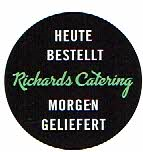 HEUTE
BESTELLT
Richards Catering
MORGEN
GELIEFERT